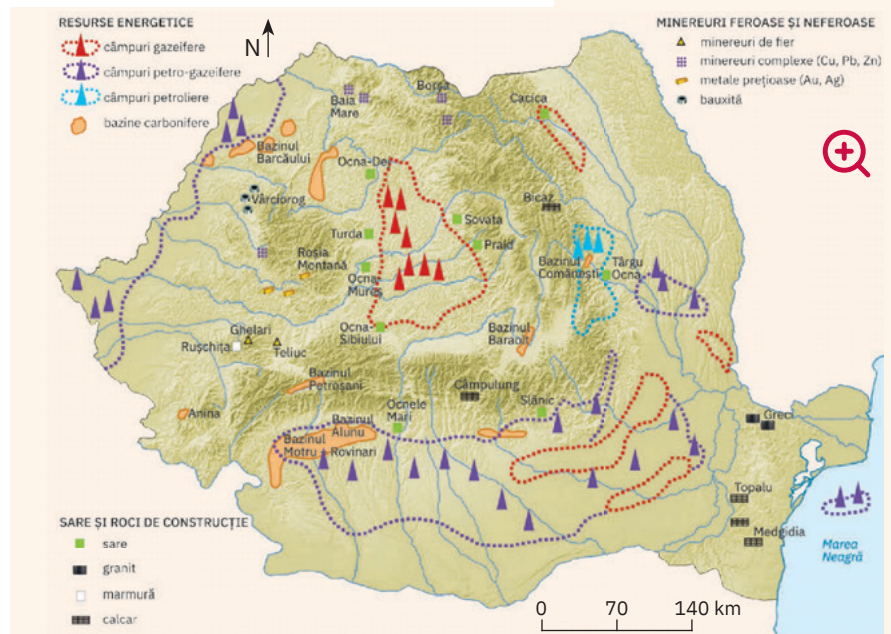 RESURSE ENERGETICE
câmpuri gazeifere
câmpuri petro-gazeifere
câmpuri petroliere
bazine carbonifere
N
MINEREURI FEROASE ȘI NEFEROASE
minereuri de fier
minereuri complexe (Cu, Pb, Zn)
metale prețioase (Au, Ag)
bauxită
Baia
Mare
Borșa
Cacica
Bazinul
Barcăului
Ocna-Dej
Vârciorog
Bicaz
Turda
Sovata
Praid
Roșia
Montană
Ocna-
Mureș
Bazinul
Comănești
Târgu
Ocna
Ocna-
Sibiului
Bazinul
Baraolt
Ghelari
Rușchița
Teliuc
Bazinul
Petroșani
Câmpulung
Slănic
Anina
Ocnele
Mari
Bazinul
Alunu
Bazinul
Motru
Rovinari
Greci
Topalu
Medgidia
Marea
Neagră
SARE ȘI ROCI DE CONSTRUCȚIE
sare
granit
marmură
calcar
0 70 140 km